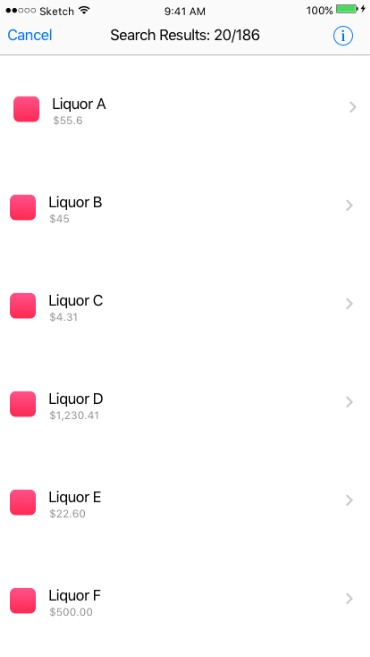 Sketch 9:41 AM 100%
Cancel Search Results: 20/186 i
Liquor A
$55.6
Liquor B
$45
Liquor C
$4.31
Liquor D
$1,230.41
Liquor E
$22.60
Liquor F
$500.00